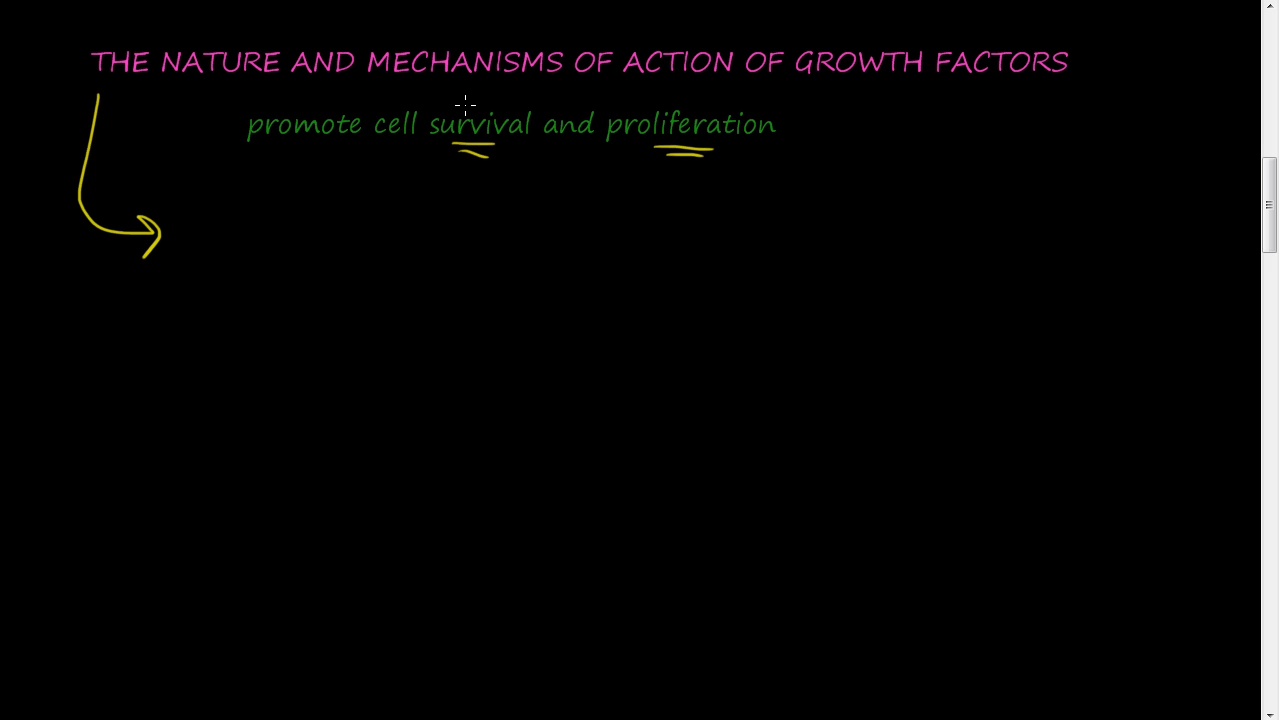 THE NATURE AND MECHANISMS OF ACTION OF GROWTH FACTORS
promote cell survival and proliferation